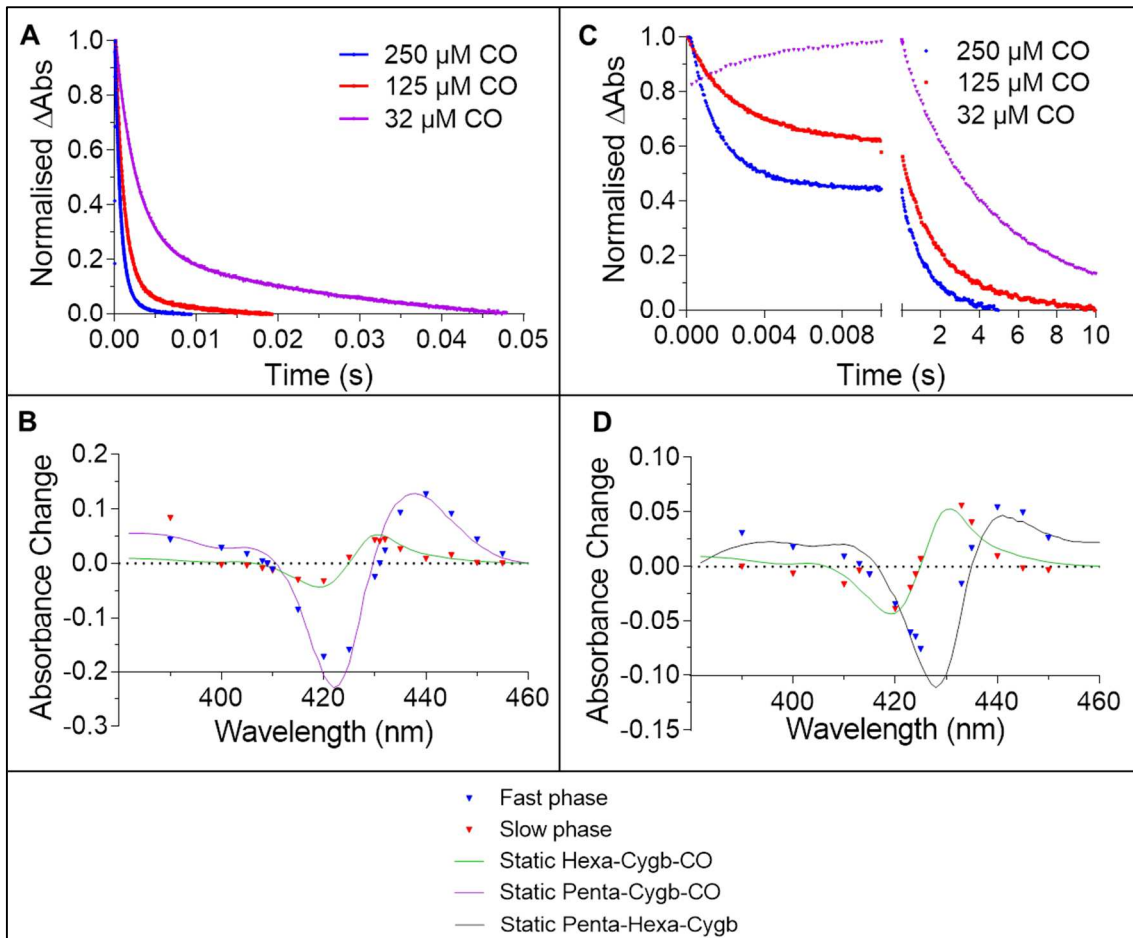 A
Normalised ΔAbs
1.0
0.8
0.6
0.4
0.2
0.0
250 µM CO
125 µM CO
32 µM CO
0.00 0.01 0.02 0.03 0.04 0.05
Time (s)
C
Normalised ΔAbs
1.0
0.8
0.6
0.4
0.2
0.0
250 µM CO
125 µM CO
32 µM CO
0.000 0.004 0.008 2 4 6 8 10
Time (s)
B
Absorbance Change
0.2
0.1
0.0
-0.1
-0.2
-0.3
400 420 440 460
Wavelength (nm)
D
Absorbance Change
0.10
0.05
0.00
-0.05
-0.10
-0.15
400 420 440 460
Wavelength (nm)
Fast phase
Slow phase
Static Hexa-Cygb-CO
Static Penta-Cygb-CO
Static Penta-Hexa-Cygb